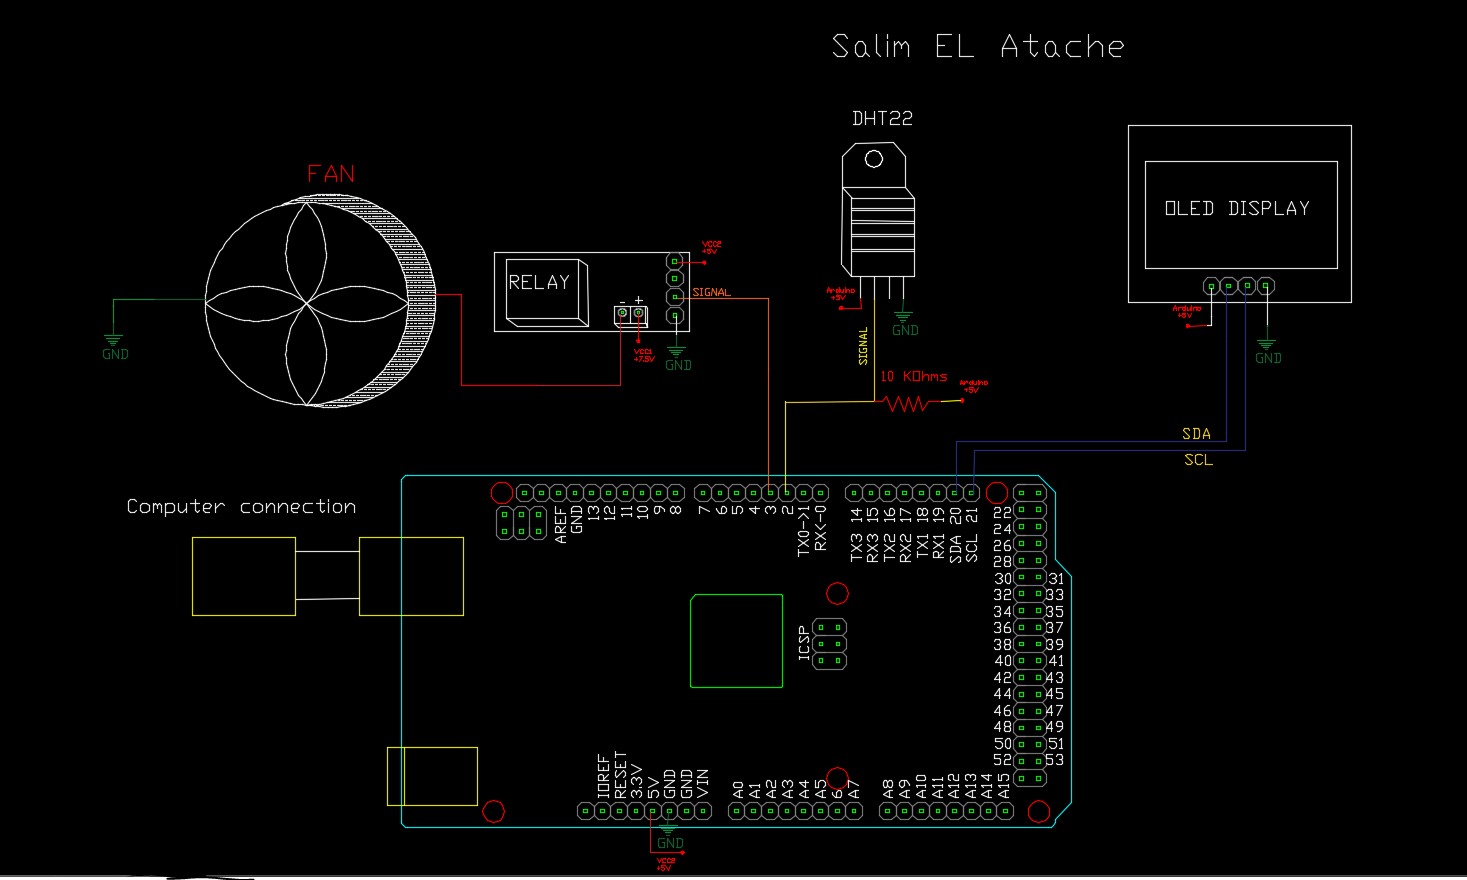 Salim EL Atache
DHT22
FAN
OLED DISPLAY
RELAY
- +
VCC2
+5V
SIGNAL
VCC1
+7.5V
GND
GND
Arduino
+5V
GND
SIGNAL
10 KOhms
Arduino
+5V
Arduino
+5V
GND
SDA
SCL
Computer connection
AREF
GND
13
12
11
10
9
8
7
6
5
4
3
2
TX0->1
RX<-0
TX3 14
RX3 15
TX2 16
RX2 17
TX1 18
RX1 19
SDA 20
SCL 21
22
24
26
28
30 31
32 33
34 35
36 37
38 39
40 41
42 43
44 45
46 47
48 49
50 51
52 53
ICSP
IOREF
RESET
3.3V
5V
GND
GND
VIN
A0
A1
A2
A3
A4
A5
6
A7
A8
A9
A10
A11
A12
A13
A14
A15
GND
+5V